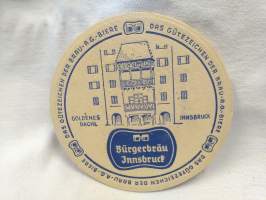 DAS GÜTEZEICHEN DER BRAU-A.G.-BIERE
DAS GÜTEZEICHEN DER BRAU-A.G.-BIERE
DAS GÜTEZEICHEN DER BRAU-A.G.-BIERE
GOLDENES
DACHL
INNSBRUCK
Bürgerbräu
Innsbruck